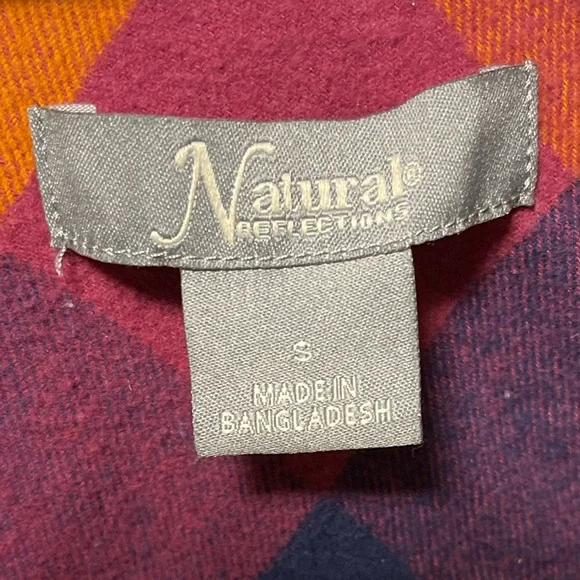 Natural®
REFLECTIONS
S
MADE IN
BANGLADESH